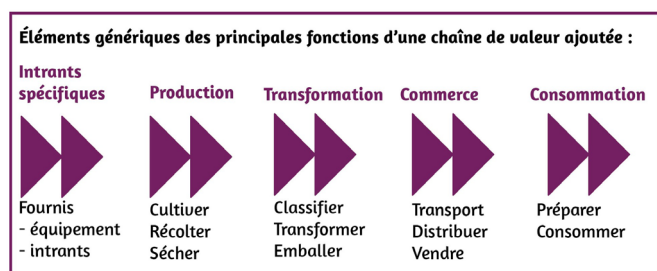 Éléments génériques des principales fonctions d'une chaîne de valeur ajoutée :
Intrants
spécifiques
Production
Transformation
Commerce
Consommation
Fournis
- équipement
- intrants
Cultiver
Récolter
Sécher
Classifier
Transformer
Emballer
Transport
Distribuer
Vendre
Préparer
Consommer